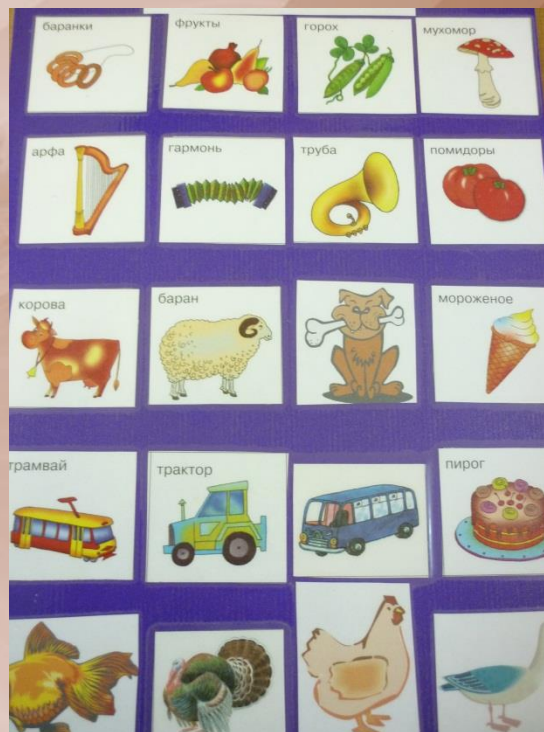 баранки
фрукты
горох
мухомор
арфа
гармонь
труба
помидоры
корова
баран
мороженое
трамвай
трактор
пирог